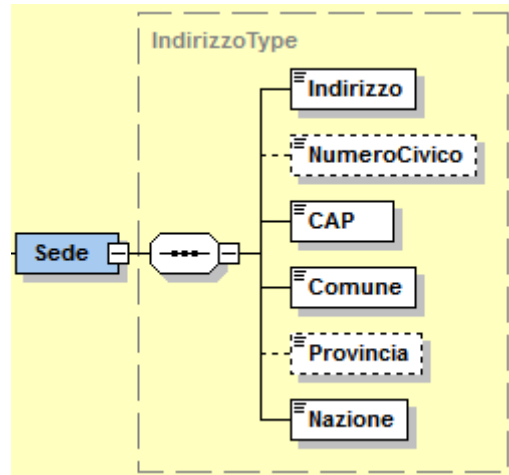 IndirizzoType
Indirizzo
NumeroCivico
CAP
Sede
Comune
Provincia
Nazione